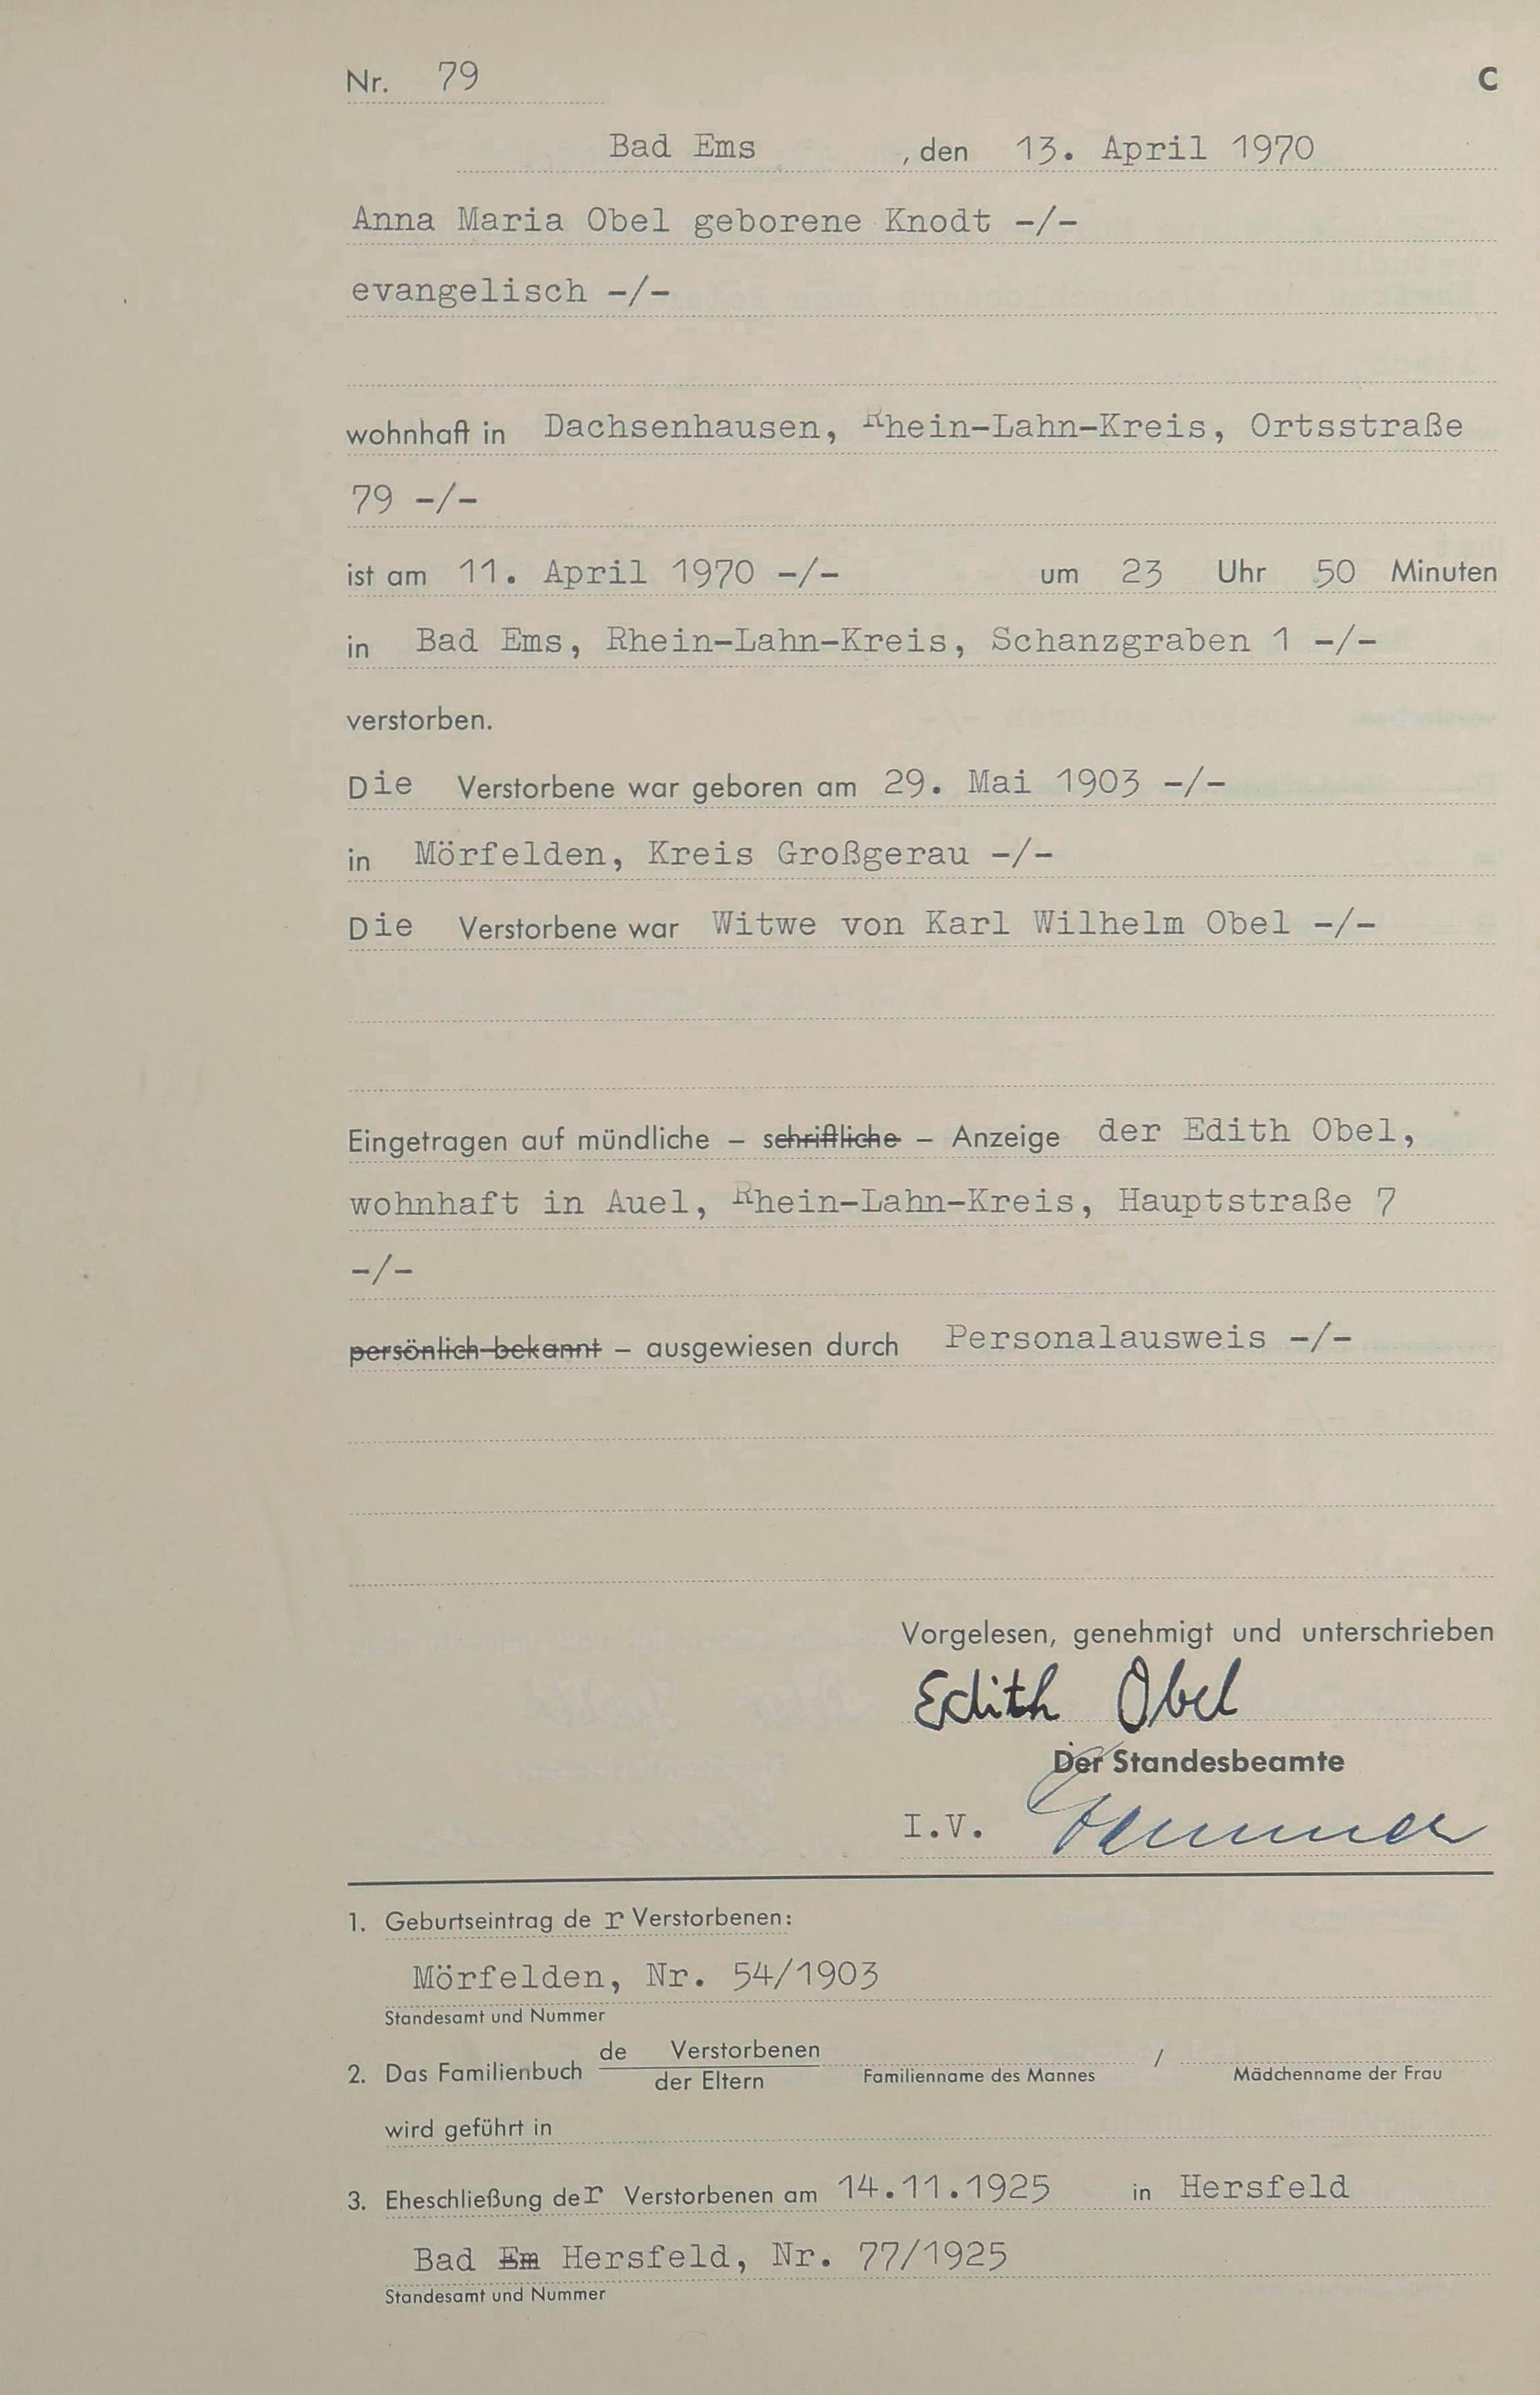 Nr. 79
C
Bad Ems , den 13. April 1970
Anna Maria Obel geborene Knodt -/-
evangelisch -/-
wohnhaft in Dachsenhausen, Rhein-Lahn-Kreis, Ortsstraße
79 -/-
ist am 11. April 1970 -/- um 23 Uhr 50 Minuten
in Bad Ems, Rhein-Lahn-Kreis, Schanzgraben 1 -/-
verstorben.
Die Verstorbene war geboren am 29. Mai 1903 -/-
in Mörfelden, Kreis Großgerau -/-
Die Verstorbene war Witwe von Karl Wilhelm Obel -/-
Eingetragen auf mündliche – schriftliche – Anzeige der Edith Obel,
wohnhaft in Auel, Rhein-Lahn-Kreis, Hauptstraße 7
-/-
persönlich bekannt – ausgewiesen durch Personalausweis -/-
Vorgelesen, genehmigt und unterschrieben
Edith Obel
Der Standesbeamte
I.V.
1. Geburtseintrag de r Verstorbenen:
Mörfelden, Nr. 54/1903
Standesamt und Nummer
de Verstorbenen
2. Das Familienbuch /
der Eltern Familienname des Mannes Mädchenname der Frau
wird geführt in
3. Eheschließung der Verstorbenen am 14.11.1925 in Hersfeld
Bad Em Hersfeld, Nr. 77/1925
Standesamt und Nummer